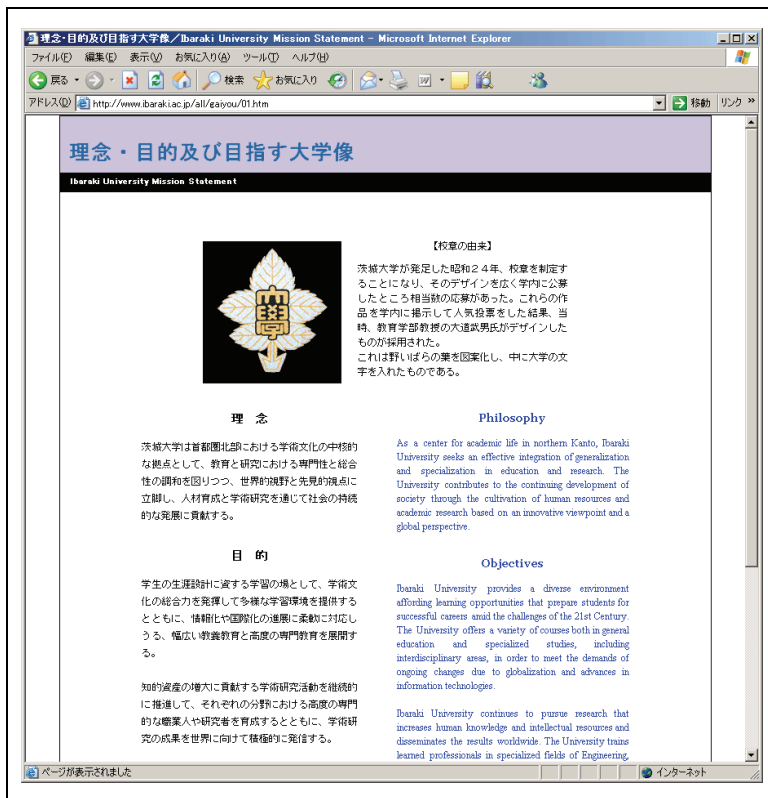 理念・目的及び目指す大学像／Ibaraki University Mission Statement - Microsoft Internet Explorer
ファイル(F) 編集(E) 表示(V) お気に入り(A) ツール(T) ヘルプ(H)
戻る 検索 お気に入り
アドレス(D) http://www.ibaraki.ac.jp/all/gaiyou/01.htm 移動 リンク »
理念・目的及び目指す大学像
Ibaraki University Mission Statement
【校章の由来】
茨城大学が発足した昭和２４年、校章を制定す
ることになり、そのデザインを広く学内に公募
したところ相当数の応募があった。これらの作
品を学内に掲示して人気投票をした結果、当
時、教育学部教授の大道武男氏がデザインした
ものが採用された。
これは野いばらの葉を図案化し、中に大学の文
字を入れたものである。
理 念
茨城大学は首都圏北部における学術文化の中核的
な拠点として、教育と研究における専門性と総合
性の調和を図りつつ、世界的視野と先見的視点に
立脚し、人材育成と学術研究を通じて社会の持続
的な発展に貢献する。
目 的
学生の生涯設計に資する学習の場として、学術文
化の総合力を発揮して多様な学習環境を提供する
とともに、情報化や国際化の進展に柔軟に対応し
うる、幅広い教養教育と高度の専門教育を展開す
る。
知的資産の増大に貢献する学術研究活動を継続的
に推進して、それぞれの分野における高度の専門
的な職業人や研究者を育成するとともに、学術研
究の成果を世界に向けて積極的に発信する。
Philosophy
As a center for academic life in northern Kanto, Ibaraki
University seeks an effective integration of generalization
and specialization in education and research. The
University contributes to the continuing development of
society through the cultivation of human resources and
academic research based on an innovative viewpoint and a
global perspective.
Objectives
Ibaraki University provides a diverse environment
affording learning opportunities that prepare students for
successful careers amid the challenges of the 21st Century.
The University offers a variety of courses both in general
education and specialized studies, including
interdisciplinary areas, in order to meet the demands of
ongoing changes due to globalization and advances in
information technologies.
Ibaraki University continues to pursue research that
increases human knowledge and intellectual resources and
disseminates the results worldwide. The University trains
learned professionals in specialized fields of Engineering,
ページが表示されました インターネット